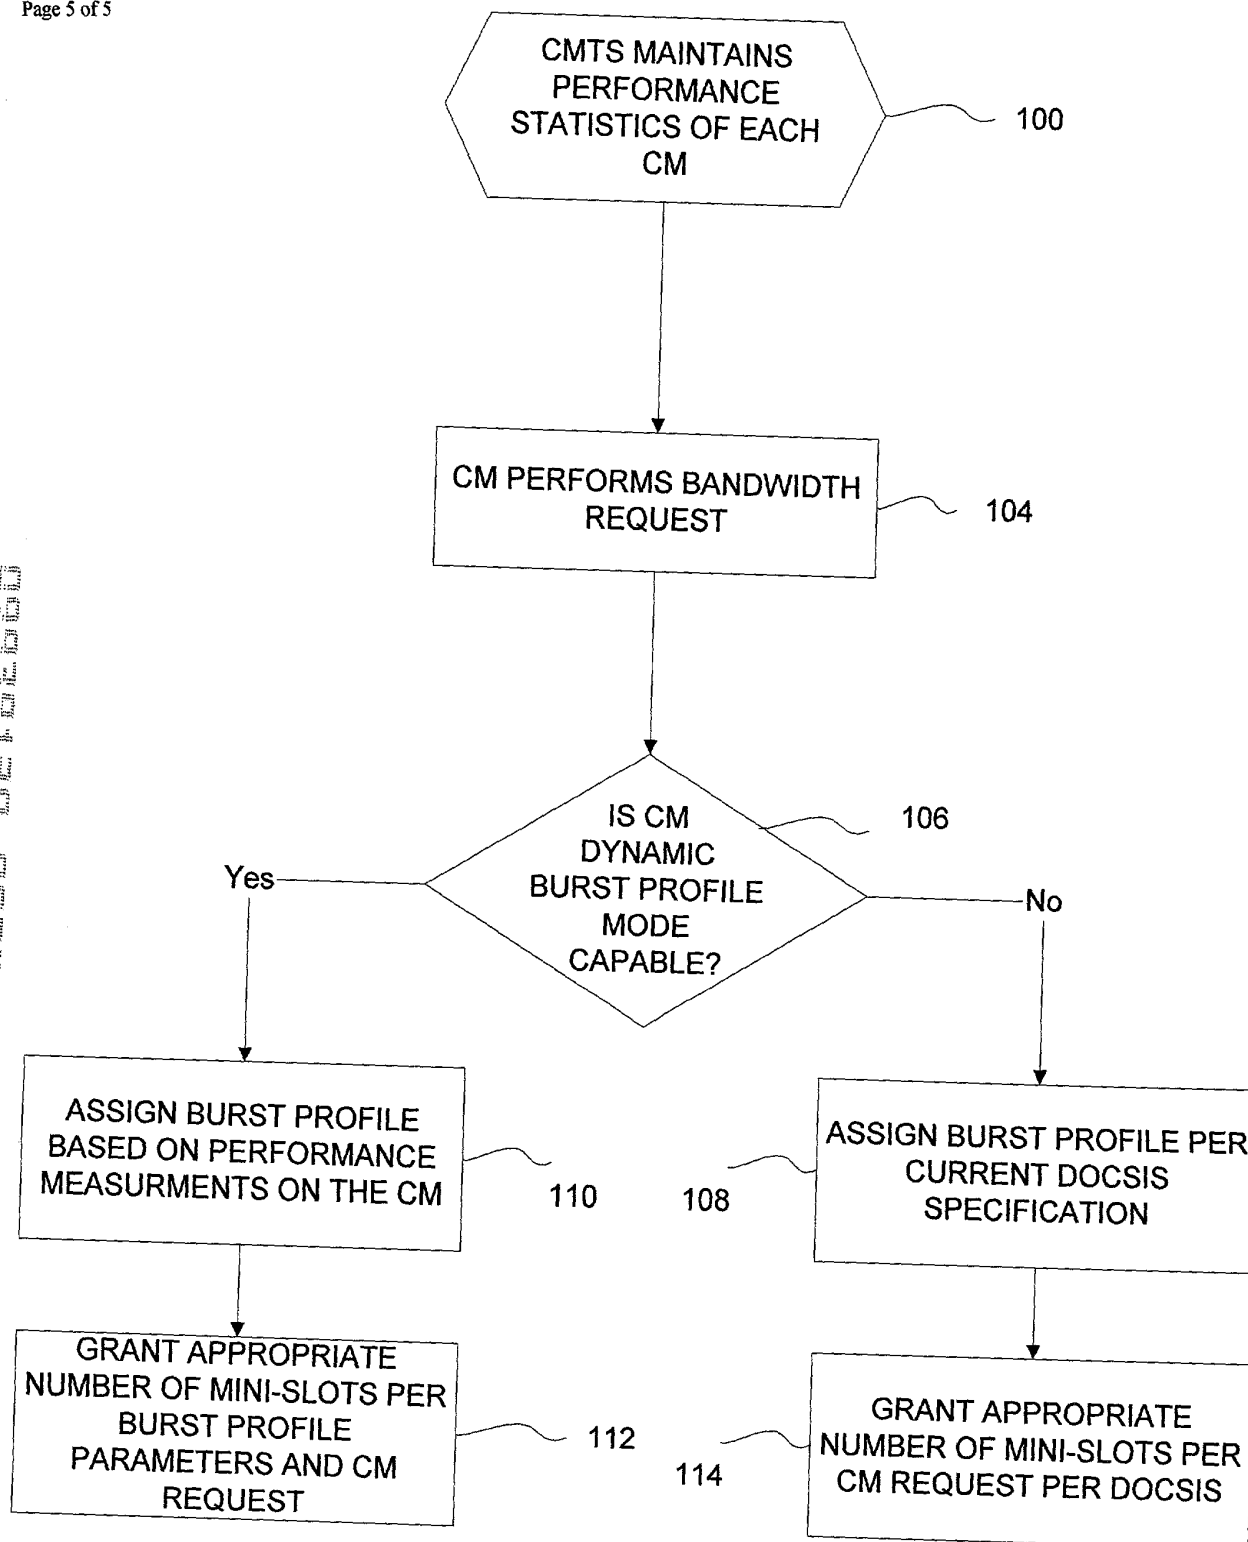 Page 5 of 5
CMTS MAINTAINS
PERFORMANCE
STATISTICS OF EACH
CM
100
CM PERFORMS BANDWIDTH
REQUEST
104
IS CM
DYNAMIC
BURST PROFILE
MODE
CAPABLE?
106
Yes
No
ASSIGN BURST PROFILE
BASED ON PERFORMANCE
MEASURMENTS ON THE CM
110
108
ASSIGN BURST PROFILE PER
CURRENT DOCSIS
SPECIFICATION
GRANT APPROPRIATE
NUMBER OF MINI-SLOTS PER
BURST PROFILE
PARAMETERS AND CM
REQUEST
112
114
GRANT APPROPRIATE
NUMBER OF MINI-SLOTS PER
CM REQUEST PER DOCSIS